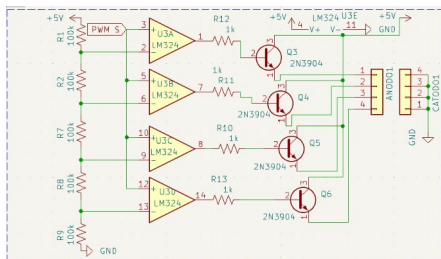 +5V
PWM S
R1
100k
R2
100k
R7
100k
R8
100k
R9
100k
GND
3
2
1
U3A
LM324
R12
1k
Q3
2N3904
5
6
7
U3B
LM324
1k
R11
Q4
2N3904
10
9
8
U3C
LM324
R10
1k
Q5
2N3904
12
13
14
U3D
LM324
R13
1k
Q6
2N3904
+5V
LM324
U3E
4
V+
V-
11
+5V
GND
1
2
3
4
ANODO1
4
3
2
1
CATODO1
GND